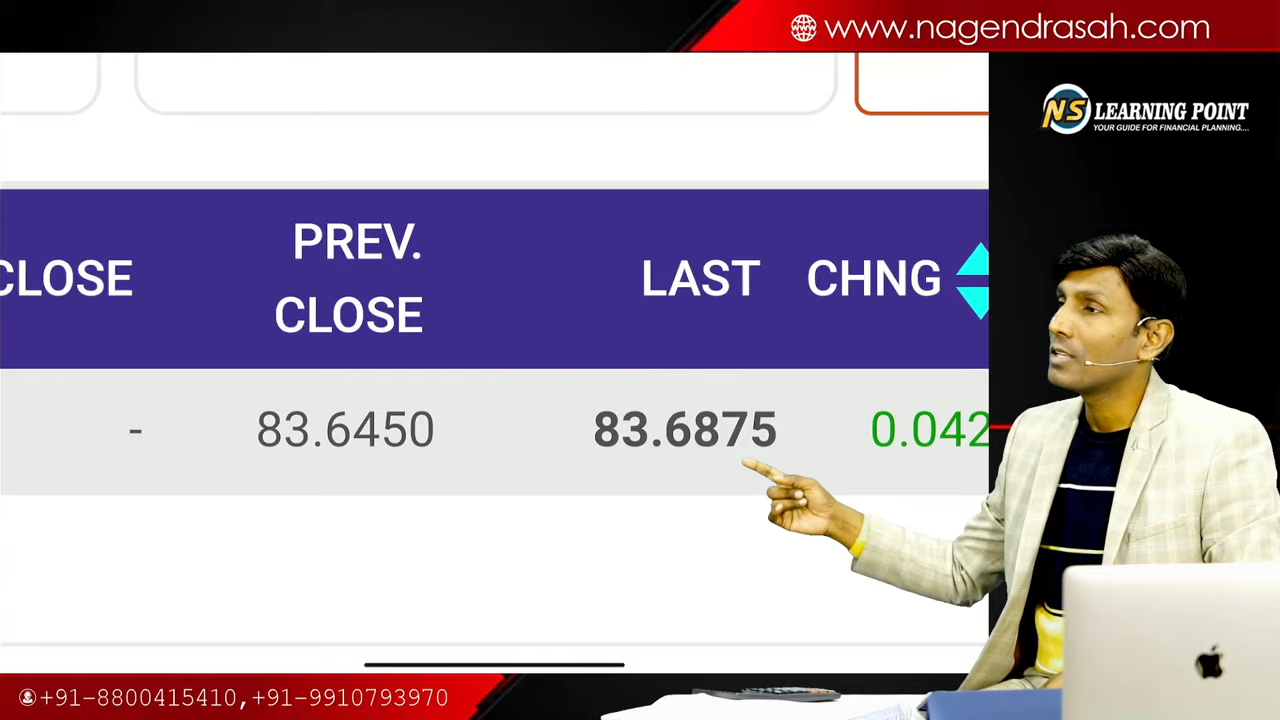 www.nagendrasah.com
NS LEARNING POINT
YOUR GUIDE FOR FINANCIAL PLANNING....
CLOSE
PREV. CLOSE
LAST
CHNG
-
83.6450
83.6875
0.042
+91-8800415410,+91-9910793970